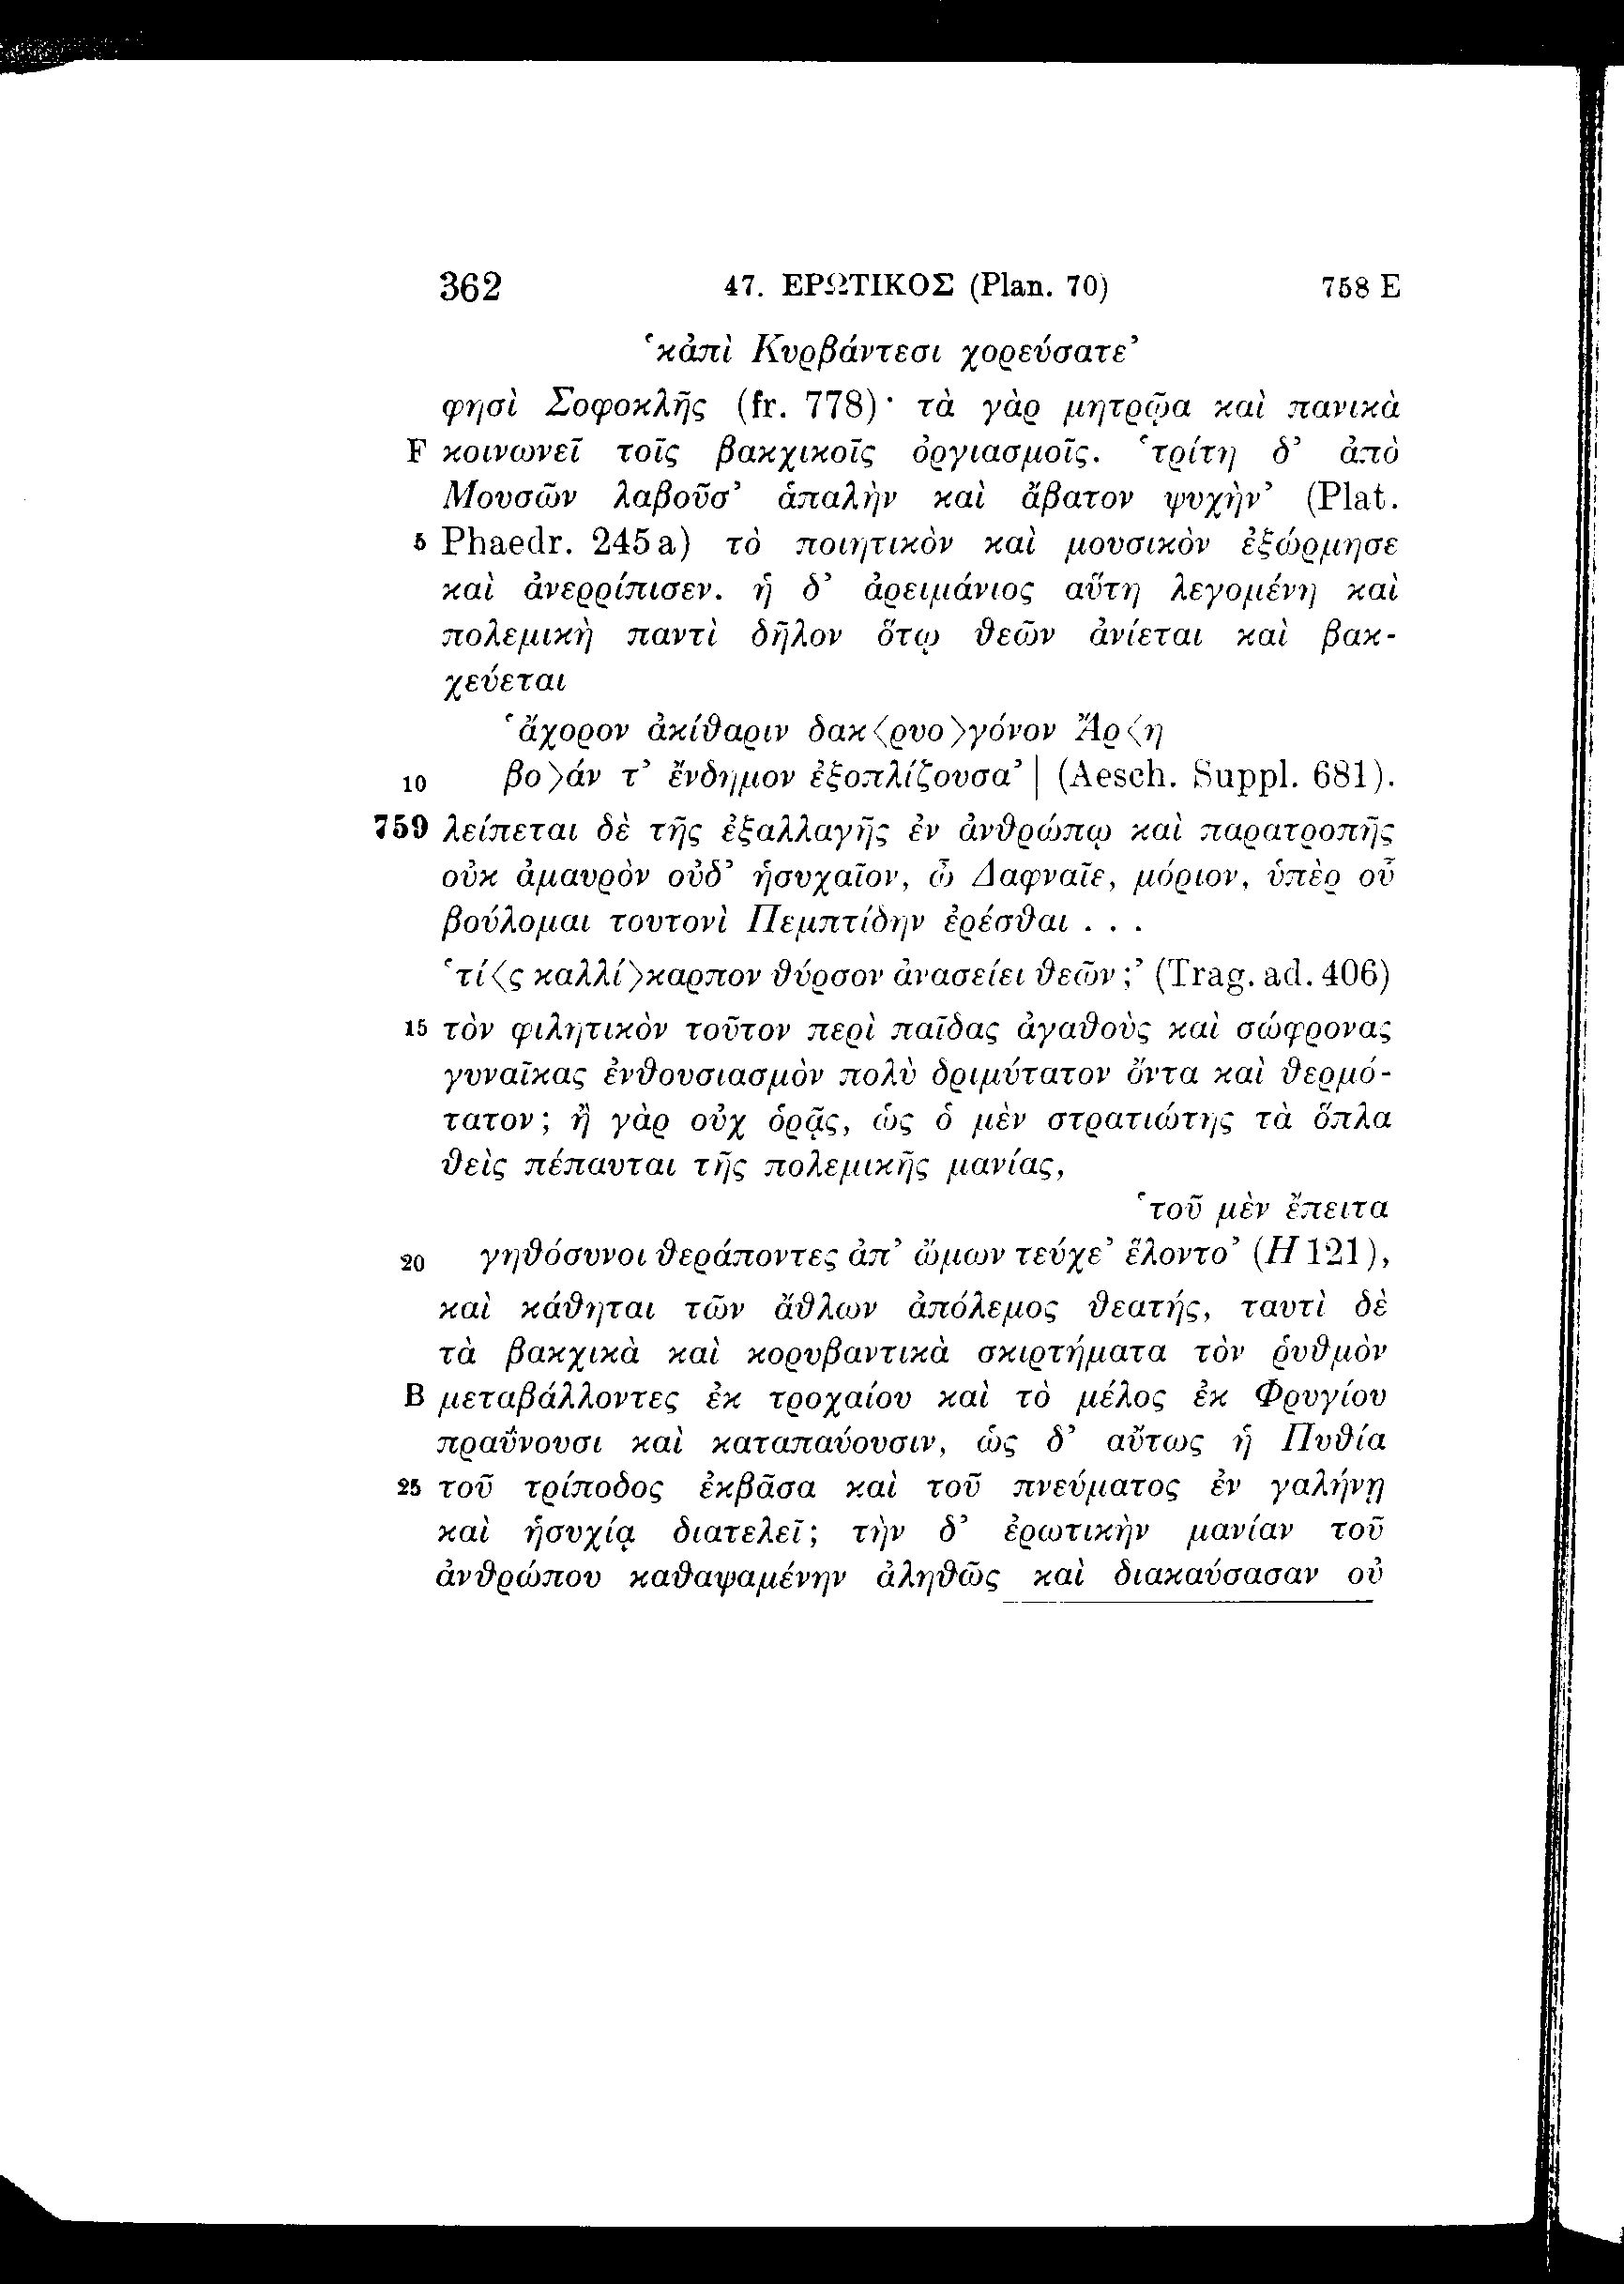 362 47. ΕΡΩΤΙΚΟΣ (Plan. 70) 758 E
‘κἀπὶ Κυρβάντεσι χορεύσατε’
φησὶ Σοφοκλῆς (fr. 778)· τὰ γὰρ μητρῷα καὶ πανικὰ
F κοινωνεῖ τοῖς βακχικοῖς ὀργιασμοῖς. ‘τρίτη δ’ ἀπὸ
Μουσῶν λαβοῦσ’ ἁπαλὴν καὶ ἄβατον ψυχὴν’ (Plat.
5 Phaedr. 245 a) τὸ ποιητικὸν καὶ μουσικὸν ἐξώρμησε
καὶ ἀνερρίπισεν. ἡ δ’ ἀρειμάνιος αὕτη λεγομένη καὶ
πολεμικὴ παντὶ δῆλον ὅτῳ θεῶν ἀνίεται καὶ βακ-
χεύεται
‘ἄχορον ἀκίθαριν δακ〈ρυο〉γόνον Ἄρ〈η
10 βο〉άν τ’ ἔνδημον ἐξοπλίζουσα’ | (Aesch. Suppl. 681).
759 λείπεται δὲ τῆς ἐξαλλαγῆς ἐν ἀνθρώπῳ καὶ παρατροπῆς
οὐκ ἀμαυρὸν οὐδ’ ἡσυχαῖον, ὦ Δαφναῖε, μόριον, ὑπὲρ οὗ
βούλομαι τουτονὶ Πεμπτίδην ἐρέσθαι . . .
‘τί〈ς καλλί〉καρπον θύρσον ἀνασείει θεῶν;’ (Trag. ad. 406)
15 τὸν φιλητικὸν τοῦτον περὶ παῖδας ἀγαθοὺς καὶ σώφρονας
γυναῖκας ἐνθουσιασμὸν πολὺ δριμύτατον ὄντα καὶ θερμό-
τατον; ἢ γὰρ οὐχ ὁρᾷς, ὡς ὁ μὲν στρατιώτης τὰ ὅπλα
θεὶς πέπαυται τῆς πολεμικῆς μανίας,
‘τοῦ μὲν ἔπειτα
20 γηθόσυνοι θεράποντες ἀπ’ ὤμων τεύχε’ ἕλοντο’ (Η 121),
καὶ κάθηται τῶν ἄθλων ἀπόλεμος θεατής, ταυτὶ δὲ
τὰ βακχικὰ καὶ κορυβαντικὰ σκιρτήματα τὸν ῥυθμὸν
B μεταβάλλοντες ἐκ τροχαίου καὶ τὸ μέλος ἐκ Φρυγίου
πραΰνουσι καὶ καταπαύουσιν, ὡς δ’ αὔτως ἡ Πυθία
25 τοῦ τρίποδος ἐκβᾶσα καὶ τοῦ πνεύματος ἐν γαλήνῃ
καὶ ἡσυχίᾳ διατελεῖ; τὴν δ’ ἐρωτικὴν μανίαν τοῦ
ἀνθρώπου καθαψαμένην ἀληθῶς καὶ διακαύσασαν οὐ